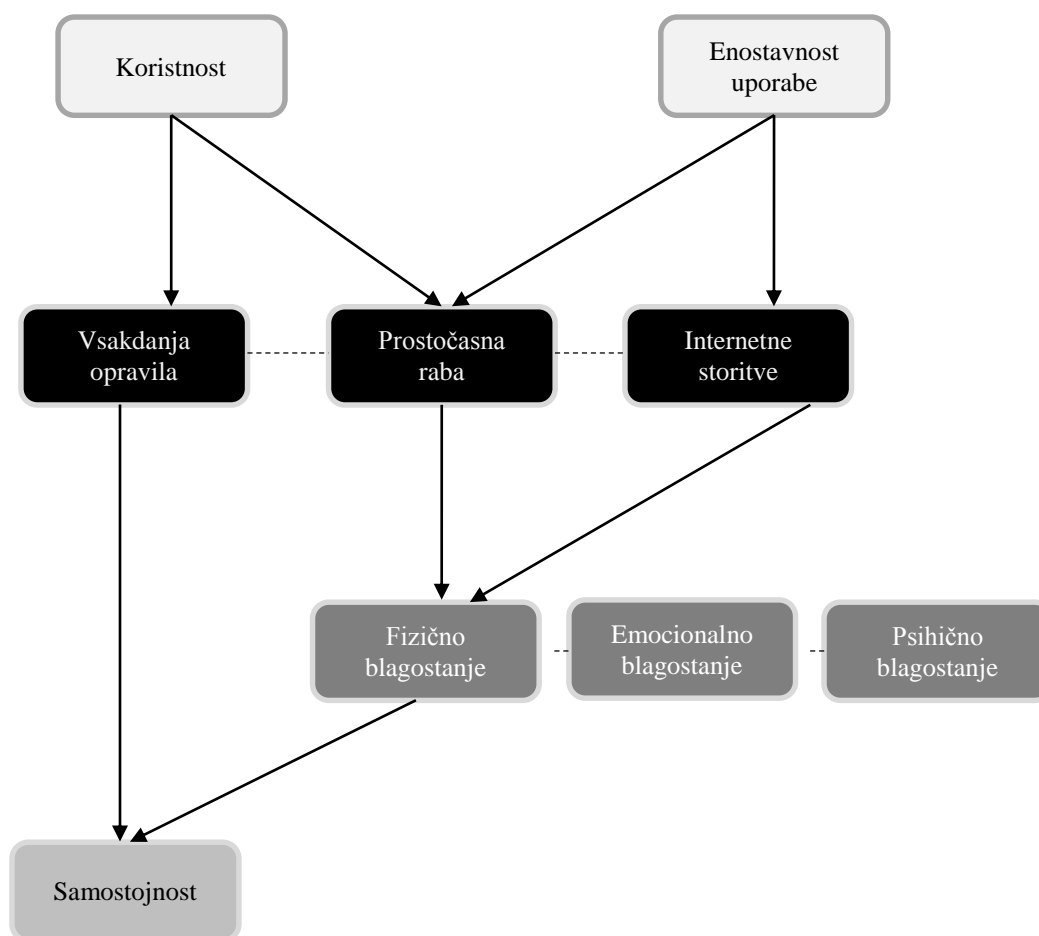 Koristnost
Enostavnost
uporabe
Vsakdanja
opravila
Prostočasna
raba
Internetne
storitve
Fizično
blagostanje
Emocionalno
blagostanje
Psihično
blagostanje
Samostojnost